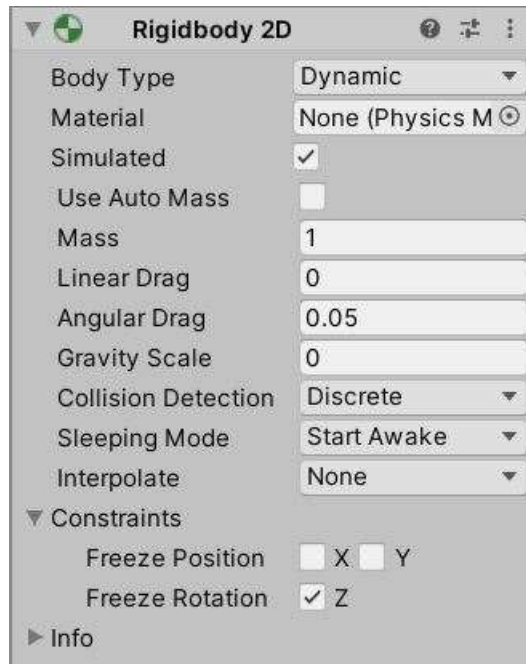 Rigidbody 2D
Body Type Dynamic
Material None (Physics M
Simulated
Use Auto Mass
Mass 1
Linear Drag 0
Angular Drag 0.05
Gravity Scale 0
Collision Detection Discrete
Sleeping Mode Start Awake
Interpolate None
Constraints
Freeze Position X Y
Freeze Rotation Z
Info